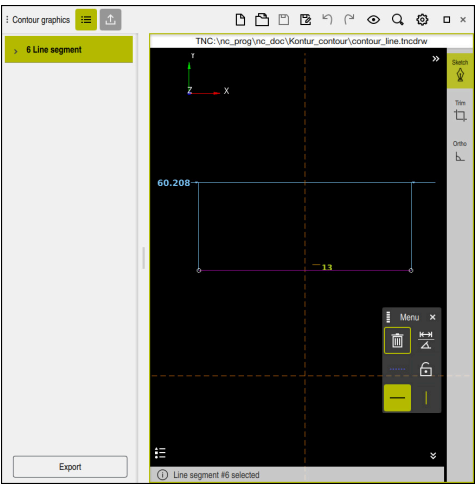 Contour graphics
TNC:\nc_prog\nc_doc\Kontur_contour\contour_line.tncdrw
6 Line segment
Sketch
Trim
Ortho
Y
Z
X
60.208
13
Menu
Export
Line segment #6 selected